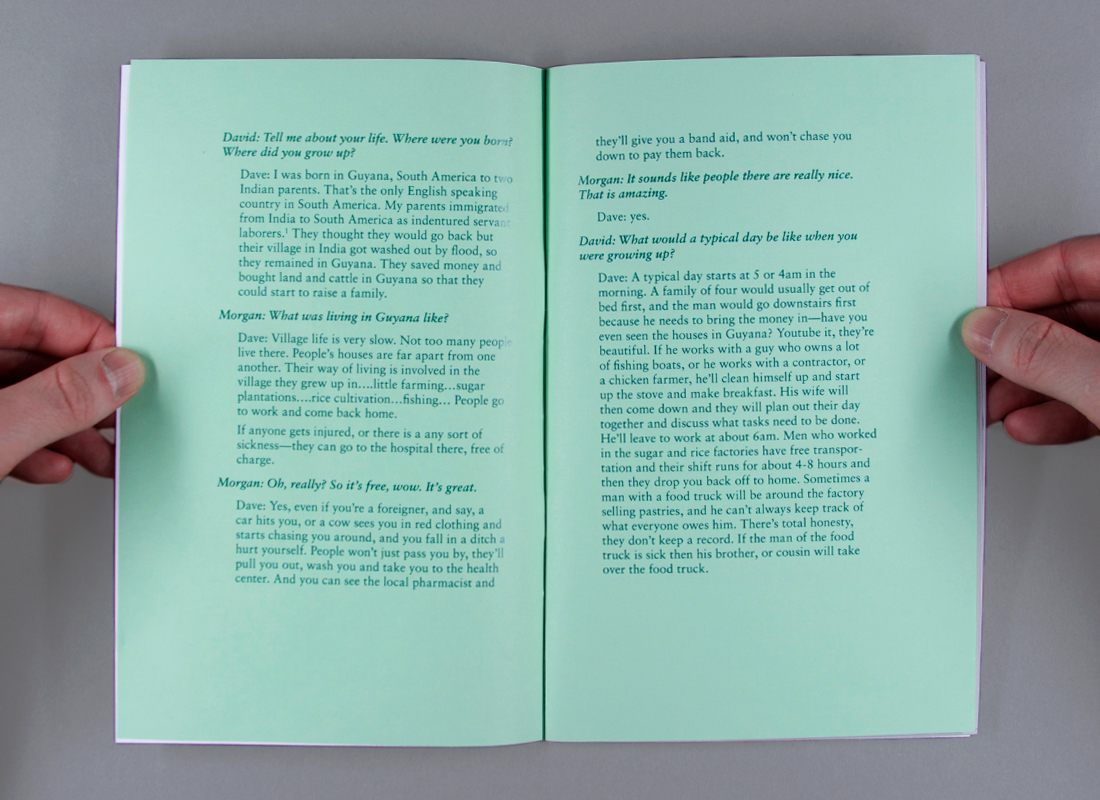 David: Tell me about your life. Where were you born?
Where did you grow up?
Dave: I was born in Guyana, South America to two
Indian parents. That's the only English speaking
country in South America. My parents immigrated
from India to South America as indentured servant
laborers.¹ They thought they would go back but
their village in India got washed out by flood, so
they remained in Guyana. They saved money and
bought land and cattle in Guyana so that they
could start to raise a family.
Morgan: What was living in Guyana like?
Dave: Village life is very slow. Not too many people
live there. People's houses are far apart from one
another. Their way of living is involved in the
village they grew up in....little farming...sugar
plantations....rice cultivation...fishing... People go
to work and come back home.
If anyone gets injured, or there is a any sort of
sickness—they can go to the hospital there, free of
charge.
Morgan: Oh, really? So it's free, wow. It's great.
Dave: Yes, even if you're a foreigner, and say, a
car hits you, or a cow sees you in red clothing and
starts chasing you around, and you fall in a ditch a
hurt yourself. People won't just pass you by, they'll
pull you out, wash you and take you to the health
center. And you can see the local pharmacist and
they'll give you a band aid, and won't chase you
down to pay them back.
Morgan: It sounds like people there are really nice.
That is amazing.
Dave: yes.
David: What would a typical day be like when you
were growing up?
Dave: A typical day starts at 5 or 4am in the
morning. A family of four would usually get out of
bed first, and the man would go downstairs first
because he needs to bring the money in—have you
even seen the houses in Guyana? Youtube it, they're
beautiful. If he works with a guy who owns a lot
of fishing boats, or he works with a contractor, or
a chicken farmer, he'll clean himself up and start
up the stove and make breakfast. His wife will
then come down and they will plan out their day
together and discuss what tasks need to be done.
He'll leave to work at about 6am. Men who worked
in the sugar and rice factories have free transpor-
tation and their shift runs for about 4-8 hours and
then they drop you back off to home. Sometimes a
man with a food truck will be around the factory
selling pastries, and he can't always keep track of
what everyone owes him. There's total honesty,
they don't keep a record. If the man of the food
truck is sick then his brother, or cousin will take
over the food truck.